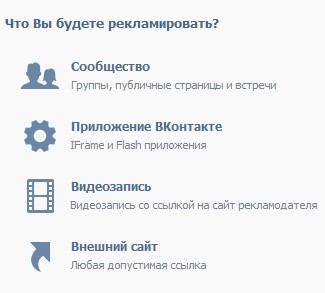 Что Вы будете рекламировать?
Сообщество
Группы, публичные страницы и встречи
Приложение ВКонтакте
IFrame и Flash приложения
Видеозапись
Видеозапись со ссылкой на сайт рекламодателя
Внешний сайт
Любая допустимая ссылка